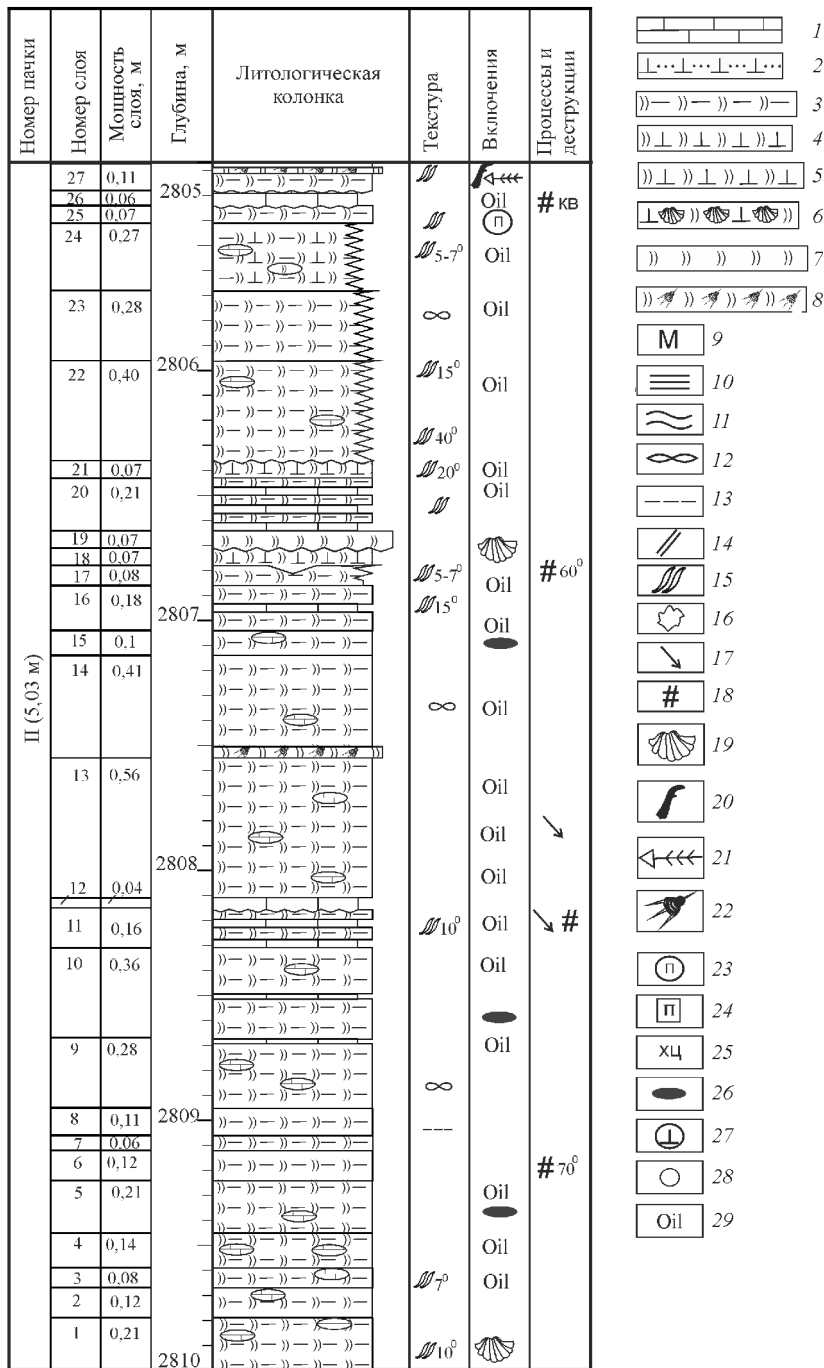 Номер пачки
Номер слоя
Мощность слоя, м
Глубина, м
Литологическая
колонка
Текстура
Включения
Процессы и
деструкции
II (5,03 м)
27 0,11
2805
26 0,06 Oil # КВ
25 0,07 П
24 0,27 5-7⁰ Oil
23 0,28 Oil
2806
22 0,40 15⁰ Oil
40⁰
21 0,07 20⁰ Oil
20 0,21 Oil
19 0,07
18 0,07
17 0,08 5-7⁰ Oil # 60⁰
16 0,18 15⁰
2807 Oil
15 0,1
14 0,41 Oil
13 0,56 Oil
Oil
2808 Oil
12 0,04
11 0,16 10⁰ Oil #
10 0,36 Oil
9 0,28 Oil
2809
8 0,11
7 0,06
6 0,12 # 70⁰
5 0,21 Oil
4 0,14 Oil
3 0,08 7⁰ Oil
2 0,12
1 0,21 10⁰
2810
1
2
3
4
5
6
7
8
М 9
10
11
12
13
14
15
16
17
# 18
19
20
21
22
П 23
П 24
ХЦ 25
26
27
28
Oil 29